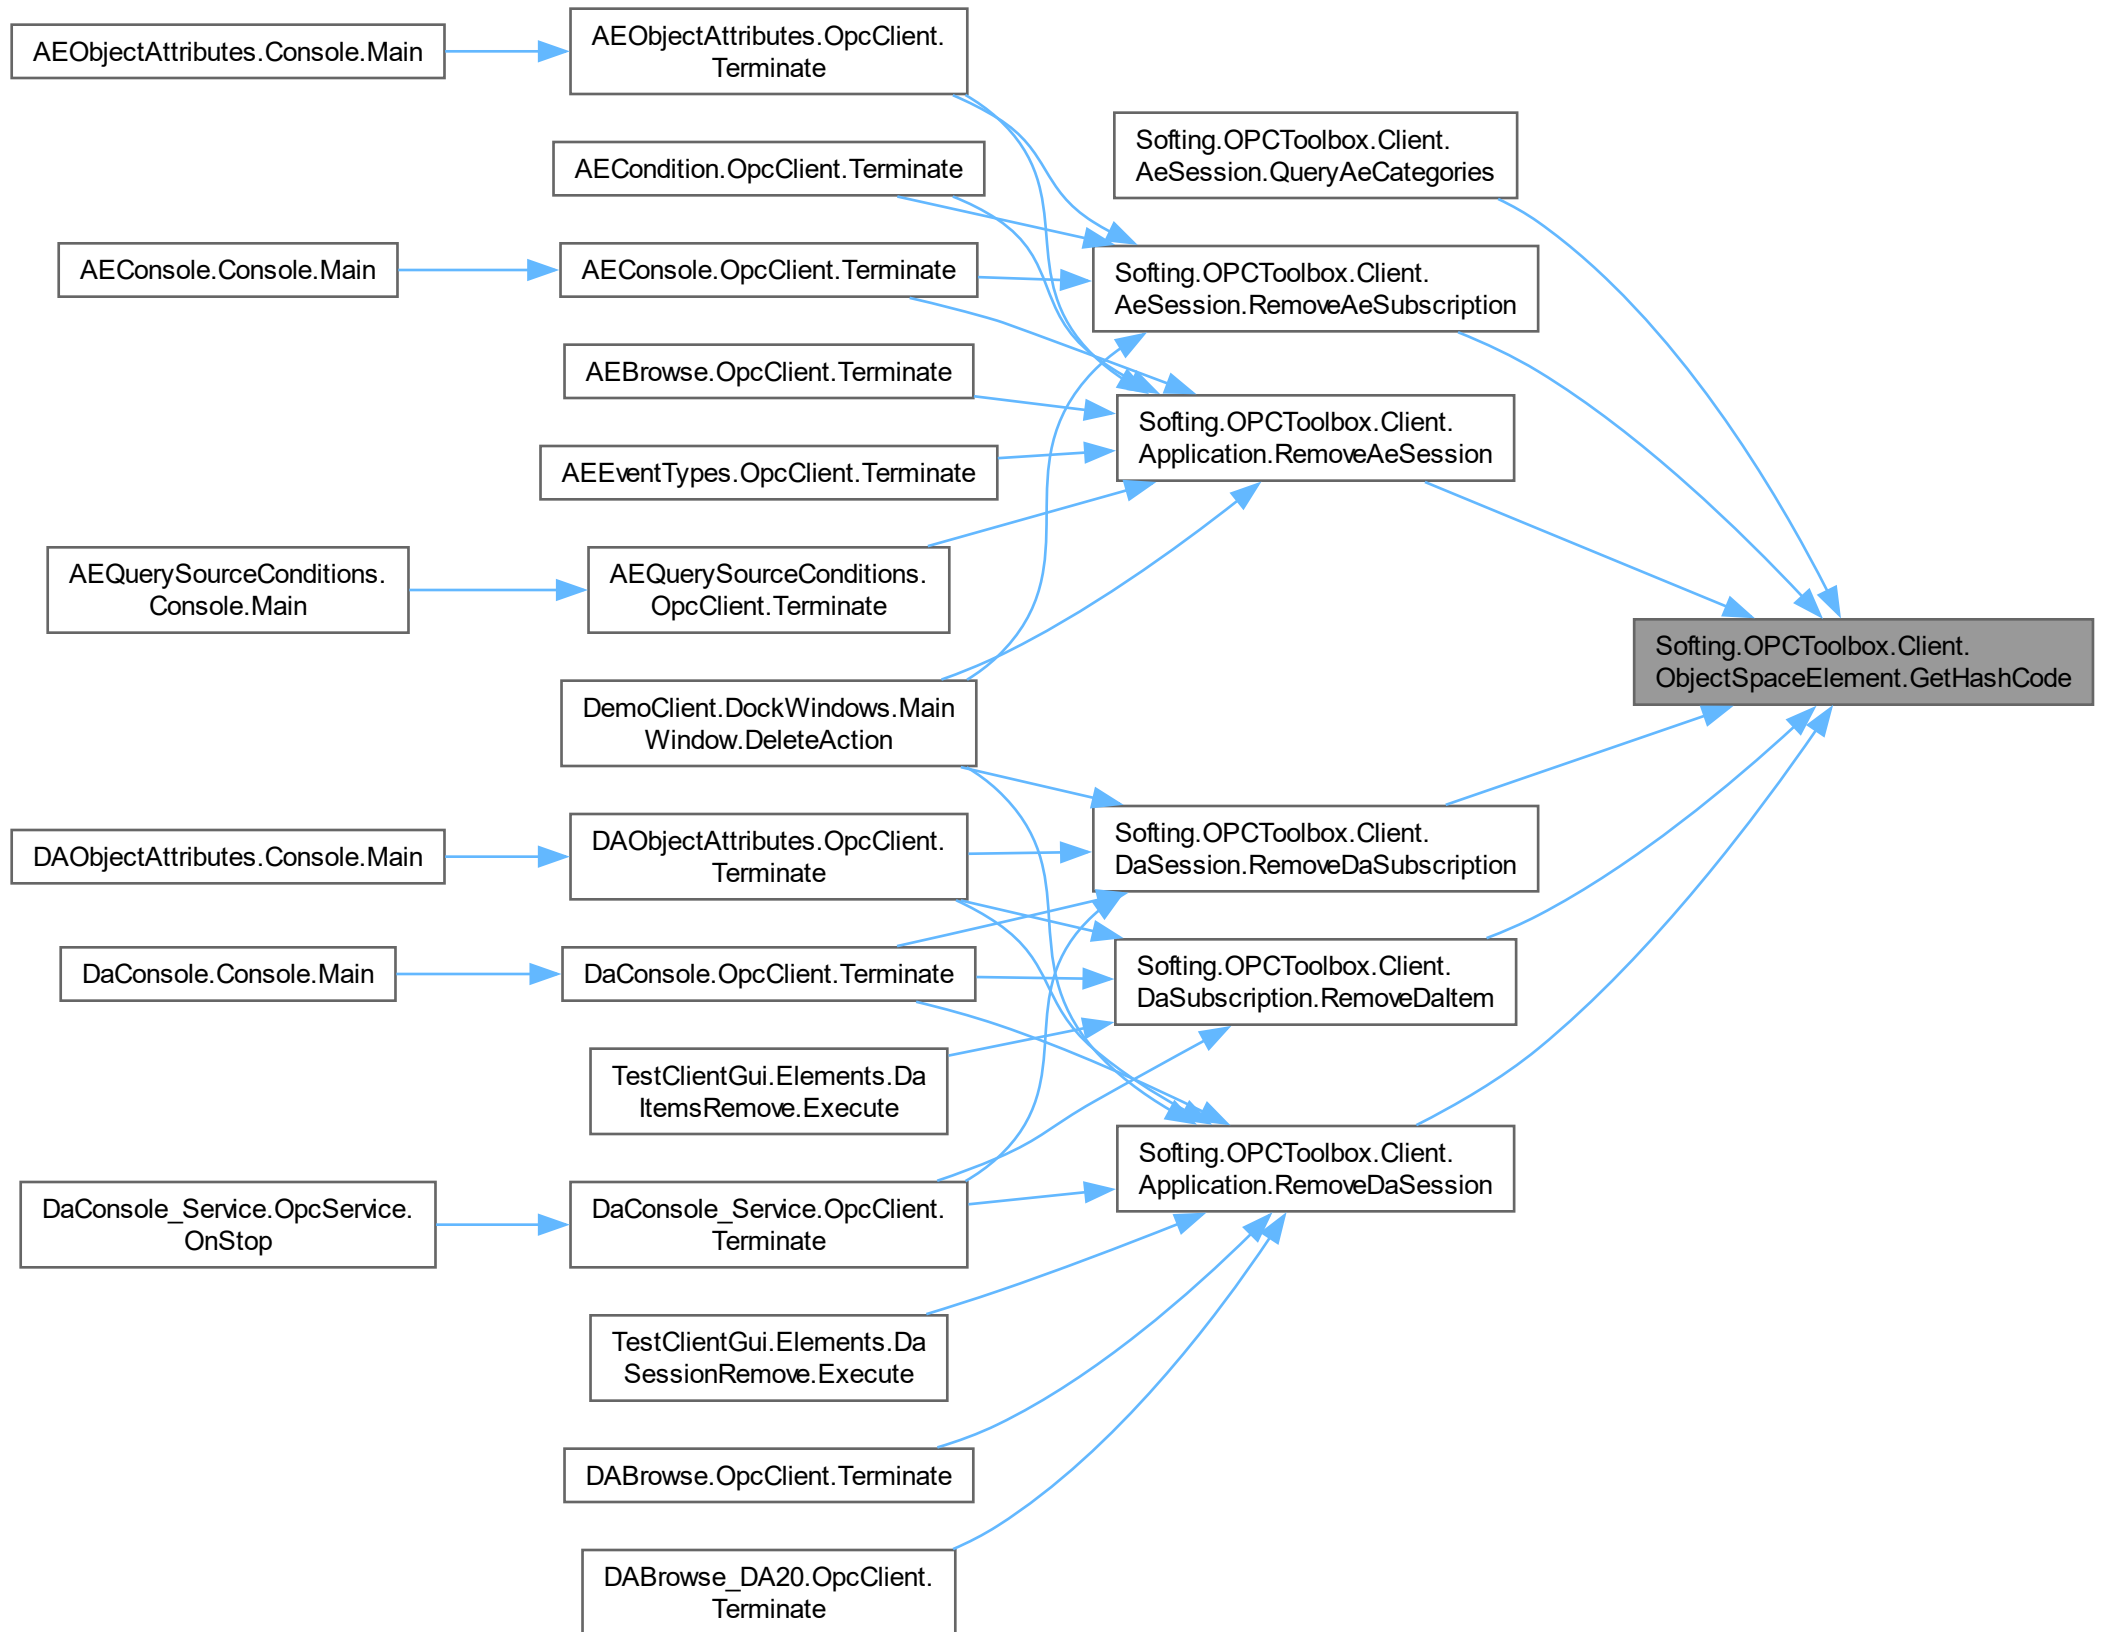 AEObjectAttributes.Console.Main
AEObjectAttributes.OpcClient.
Terminate
Softing.OPCToolbox.Client.
AeSession.QueryAeCategories
AECondition.OpcClient.Terminate
AEConsole.Console.Main
AEConsole.OpcClient.Terminate
Softing.OPCToolbox.Client.
AeSession.RemoveAeSubscription
AEBrowse.OpcClient.Terminate
Softing.OPCToolbox.Client.
Application.RemoveAeSession
AEEventTypes.OpcClient.Terminate
AEQuerySourceConditions.
Console.Main
AEQuerySourceConditions.
OpcClient.Terminate
Softing.OPCToolbox.Client.
ObjectSpaceElement.GetHashCode
DemoClient.DockWindows.Main
Window.DeleteAction
DAObjectAttributes.Console.Main
DAObjectAttributes.OpcClient.
Terminate
Softing.OPCToolbox.Client.
DaSession.RemoveDaSubscription
DaConsole.Console.Main
DaConsole.OpcClient.Terminate
Softing.OPCToolbox.Client.
DaSubscription.RemoveDaItem
TestClientGui.Elements.Da
ItemsRemove.Execute
Softing.OPCToolbox.Client.
Application.RemoveDaSession
DaConsole_Service.OpcService.
OnStop
DaConsole_Service.OpcClient.
Terminate
TestClientGui.Elements.Da
SessionRemove.Execute
DABrowse.OpcClient.Terminate
DABrowse_DA20.OpcClient.
Terminate